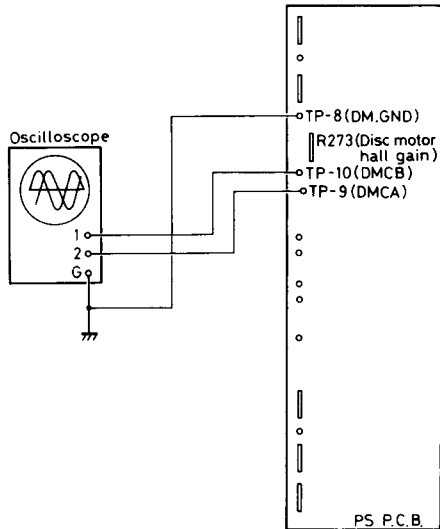 TP-8(DM.GND)
Oscilloscope
R273(Disc motor
hall gain)
TP-10(DMCB)
TP-9(DMCA)
1
2
G
PS P.C.B.